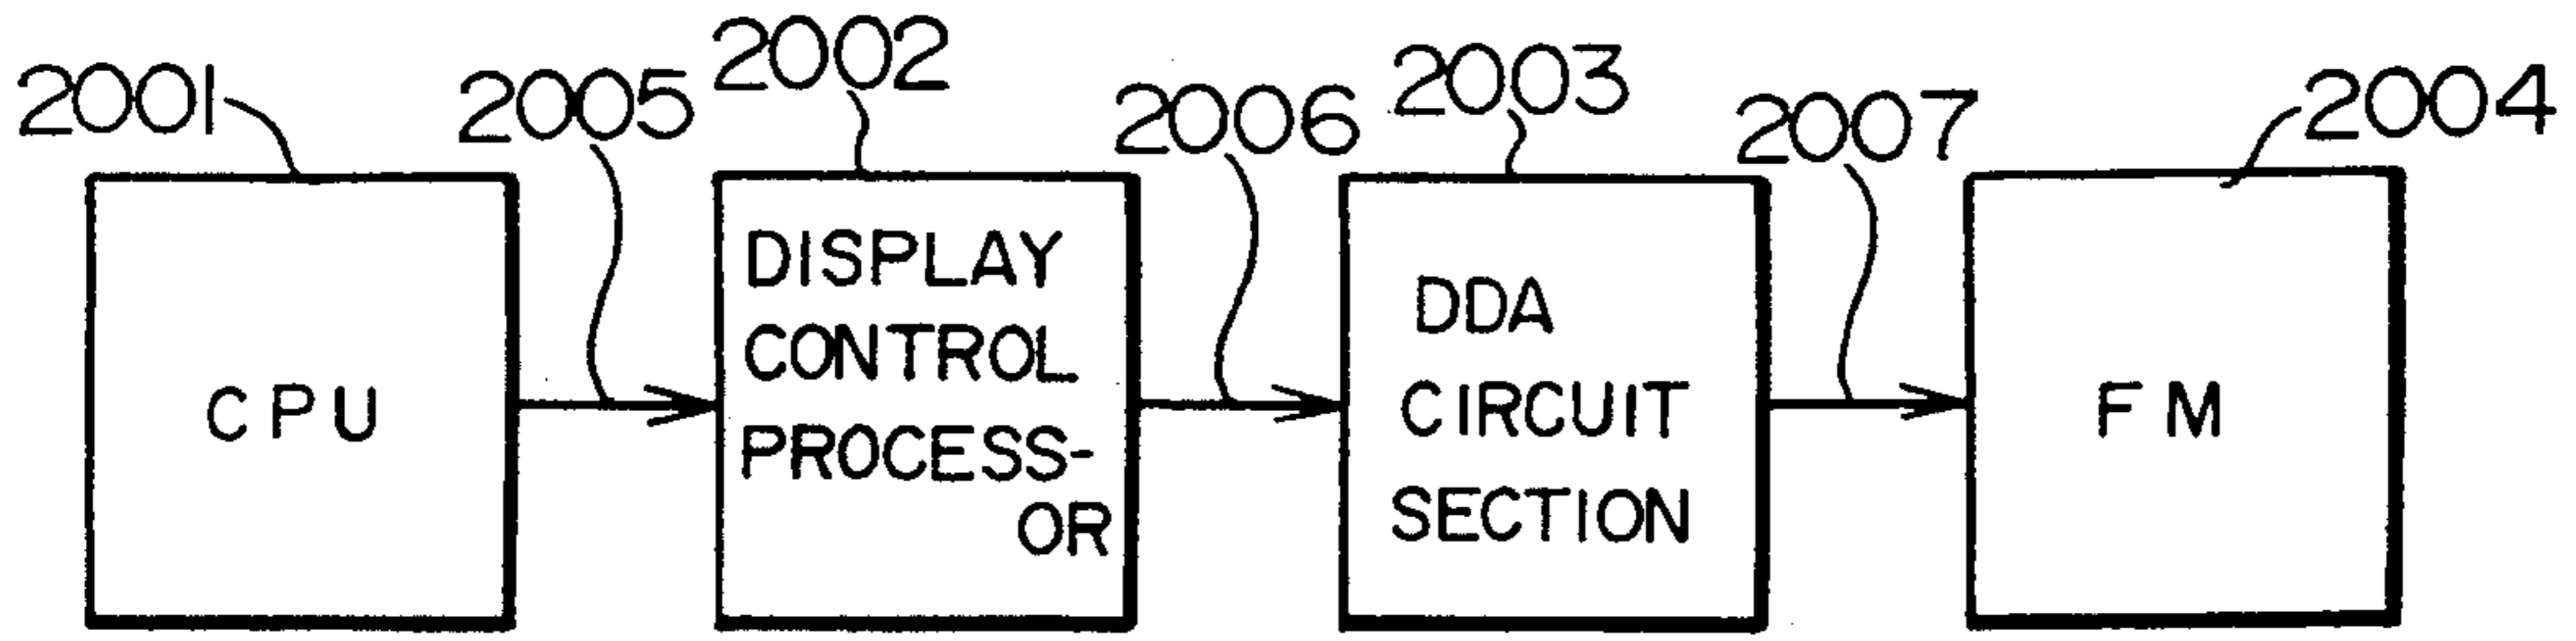 2001
2005
2002
2006
2003
2007
2004
CPU
DISPLAY
CONTROL
PROCESS-
OR
DDA
CIRCUIT
SECTION
FM